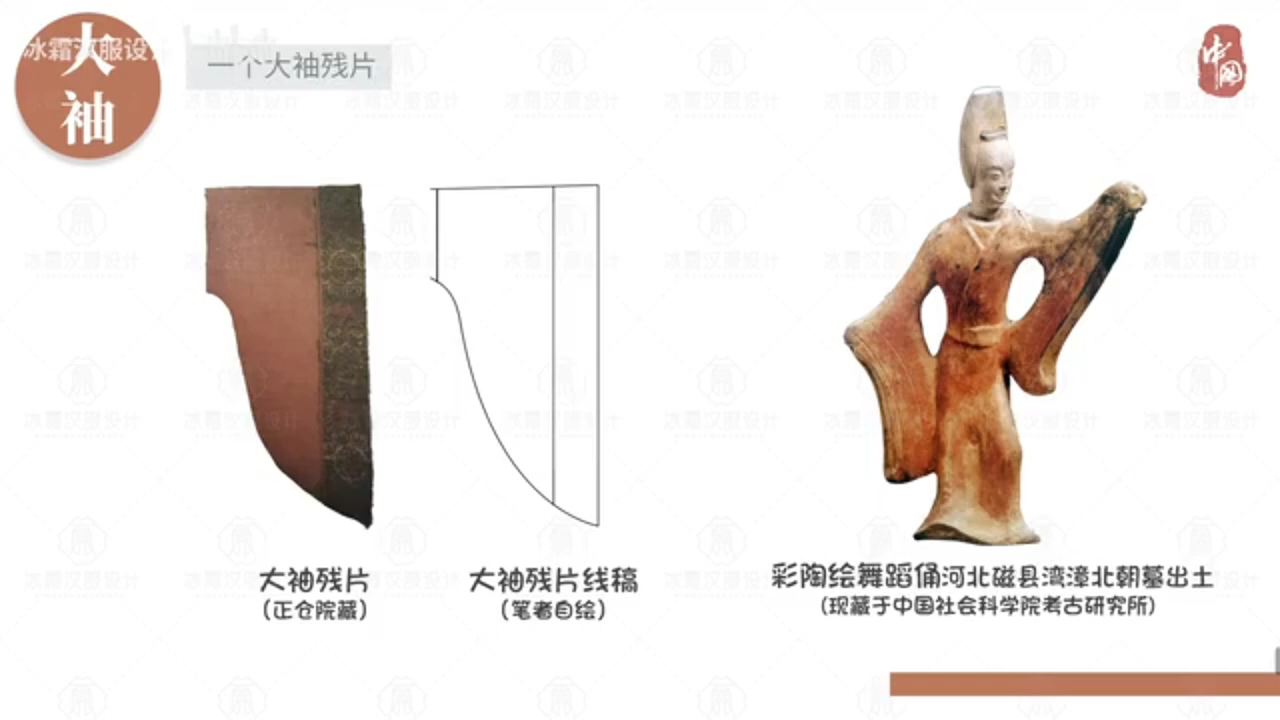 大袖
冰霜汉服设计
一个大袖残片
中国
大袖残片
（正仓院藏）
大袖残片线稿
（笔者自绘）
彩陶绘舞蹈俑河北磁县湾漳北朝墓出土
（现藏于中国社会科学院考古研究所）